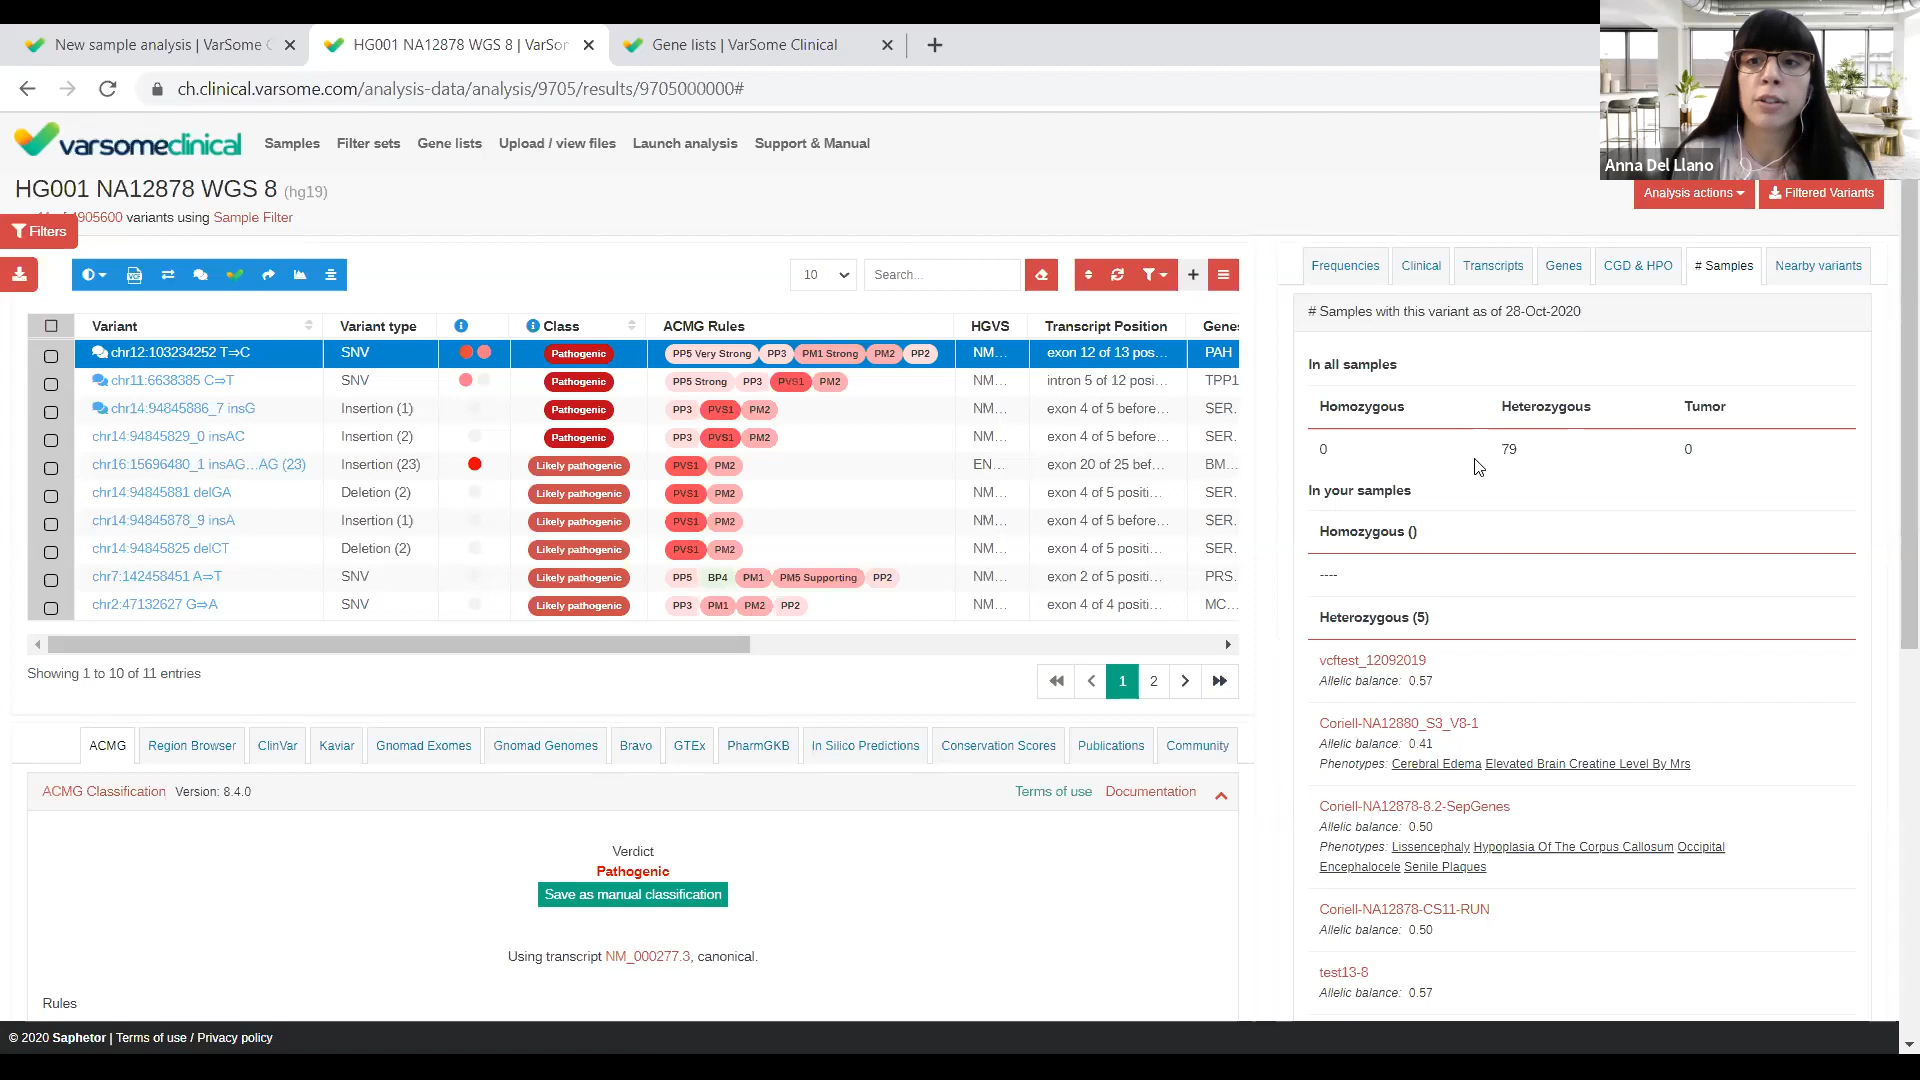 New sample analysis | VarSome C
HG001 NA12878 WGS 8 | VarSor
Gene lists | VarSome Clinical
ch.clinical.varsome.com/analysis-data/analysis/9705/results/9705000000#
varsomeclinical Samples Filter sets Gene lists Upload / view files Launch analysis Support & Manual
Anna Del Llano
HG001 NA12878 WGS 8 (hg19)
Analysis actions Filtered Variants
4905600 variants using Sample Filter
Filters
10 Search...
Frequencies Clinical Transcripts Genes CGD & HPO # Samples Nearby variants
# Samples with this variant as of 28-Oct-2020
Variant Variant type Class ACMG Rules HGVS Transcript Position Genes
chr12:103234252 T⇒C SNV Pathogenic PP5 Very Strong PP3 PM1 Strong PM2 PP2 NM... exon 12 of 13 pos... PAH
chr11:6638385 C⇒T SNV Pathogenic PP5 Strong PP3 PVS1 PM2 NM... intron 5 of 12 posi... TPP1
chr14:94845886_7 insG Insertion (1) Pathogenic PP3 PVS1 PM2 NM... exon 4 of 5 before... SER.
chr14:94845829_0 insAC Insertion (2) Pathogenic PP3 PVS1 PM2 NM... exon 4 of 5 before... SER.
chr16:15696480_1 insAG...AG (23) Insertion (23) Likely pathogenic PVS1 PM2 EN... exon 20 of 25 bef... BM...
chr14:94845881 delGA Deletion (2) Likely pathogenic PVS1 PM2 NM... exon 4 of 5 positi... SER.
chr14:94845878_9 insA Insertion (1) Likely pathogenic PVS1 PM2 NM... exon 4 of 5 before... SER.
chr14:94845825 delCT Deletion (2) Likely pathogenic PVS1 PM2 NM... exon 4 of 5 positi... SER.
chr7:142458451 A⇒T SNV Likely pathogenic PP5 BP4 PM1 PM5 Supporting PP2 NM... exon 2 of 5 positi... PRS.
chr2:47132627 G⇒A SNV Likely pathogenic PP3 PM1 PM2 PP2 NM... exon 4 of 4 positi... MC...
Showing 1 to 10 of 11 entries
1 2
In all samples
Homozygous Heterozygous Tumor
0 79 0
In your samples
Homozygous ()
----
Heterozygous (5)
vcftest_12092019
Allelic balance: 0.57
Coriell-NA12880_S3_V8-1
Allelic balance: 0.41
Phenotypes: Cerebral Edema Elevated Brain Creatine Level By Mrs
Coriell-NA12878-8.2-SepGenes
Allelic balance: 0.50
Phenotypes: Lissencephaly Hypoplasia Of The Corpus Callosum Occipital
Encephalocele Senile Plaques
Coriell-NA12878-CS11-RUN
Allelic balance: 0.50
test13-8
Allelic balance: 0.57
ACMG Region Browser ClinVar Kaviar Gnomad Exomes Gnomad Genomes Bravo GTEx PharmGKB In Silico Predictions Conservation Scores Publications Community
ACMG Classification Version: 8.4.0 Terms of use Documentation
Verdict
Pathogenic
Save as manual classification
Using transcript NM_000277.3, canonical.
Rules
© 2020 Saphetor | Terms of use / Privacy policy